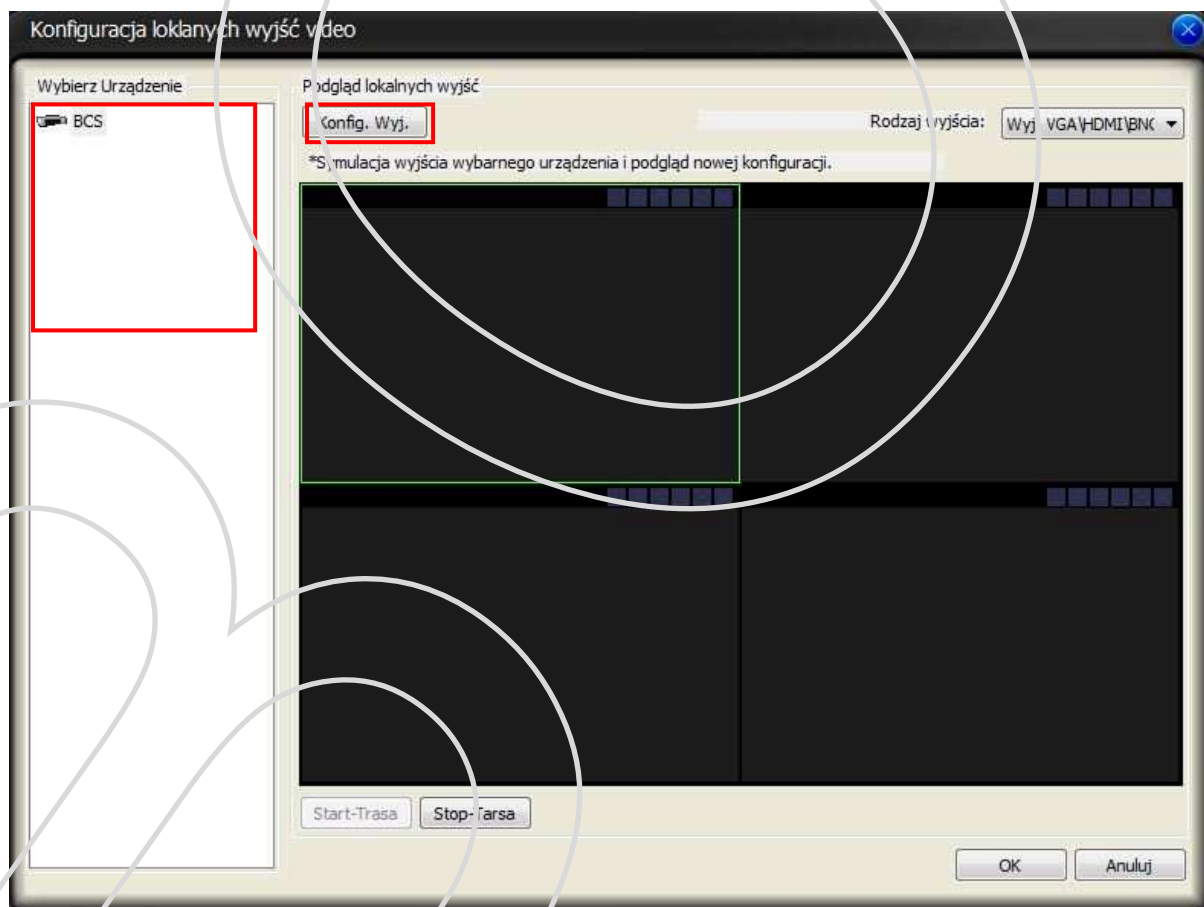 Konfiguracja loklanych wyjść video
Wybierz Urządzenie
BCS
Podgląd lokalnych wyjść
Konfig. Wyj.
Rodzaj wyjścia: Wyj VGA\HDMI\BNC
*Symulacja wyjścia wybarnego urządzenia i podgląd nowej konfiguracji.
Start-Trasa Stop-Tarsa
OK Anuluj